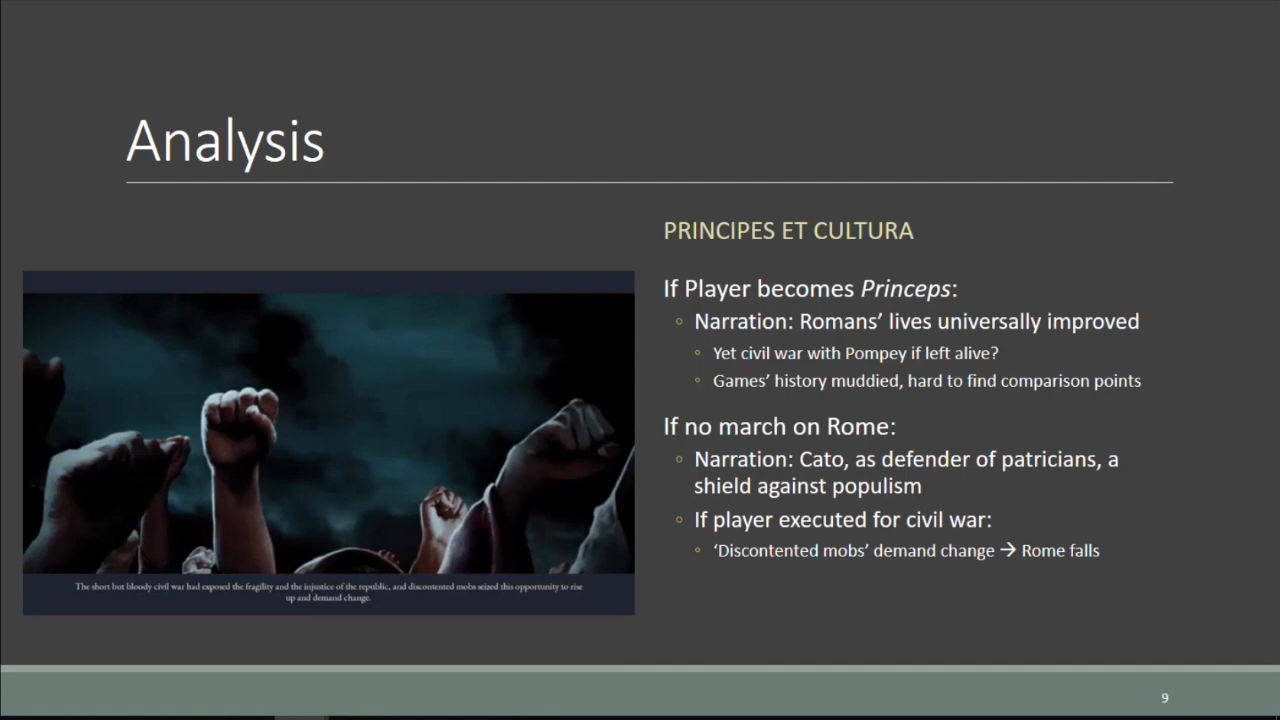 Analysis
PRINCIPES ET CULTURA
If Player becomes Princeps:
Narration: Romans’ lives universally improved
Yet civil war with Pompey if left alive?
Games’ history muddied, hard to find comparison points
If no march on Rome:
Narration: Cato, as defender of patricians, a
shield against populism
If player executed for civil war:
‘Discontented mobs’ demand change → Rome falls
The short but bloody civil war had exposed the fragility and the injustice of the republic, and discontented mobs seized this opportunity to rise
up and demand change.
9